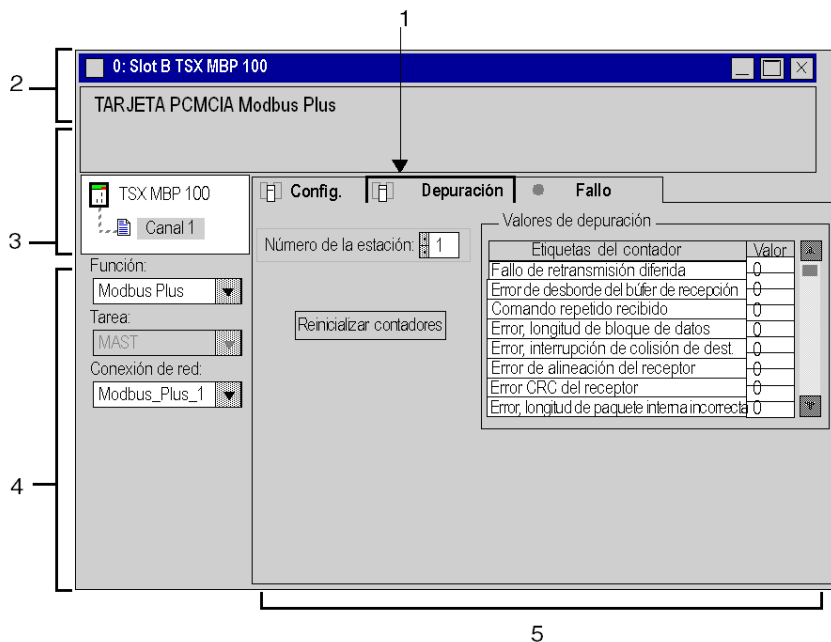 1
2
0: Slot B TSX MBP 100
TARJETA PCMCIA Modbus Plus
3
TSX MBP 100
Canal 1
Config.
Depuración
Fallo
Número de la estación: 1
Reinicializar contadores
Valores de depuración
Etiquetas del contador Valor
Fallo de retransmisión diferida 0
Error de desborde del búfer de recepción 0
Comando repetido recibido 0
Error, longitud de bloque de datos 0
Error, interrupción de colisión de dest. 0
Error de alineación del receptor 0
Error CRC del receptor 0
Error, longitud de paquete interna incorrecta 0
4
Función:
Modbus Plus
Tarea:
MAST
Conexión de red:
Modbus_Plus_1
5